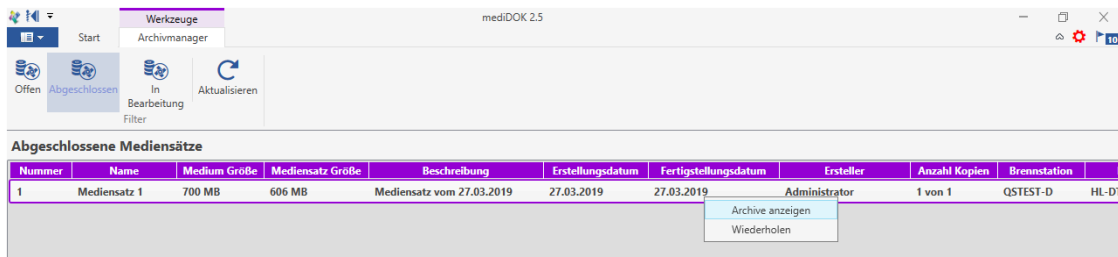 Werkzeuge
mediDOK 2.5
Start
Archivmanager
10
Offen
Abgeschlossen
In
Bearbeitung
Aktualisieren
Filter
Abgeschlossene Mediensätze
Nummer Name Medium Größe Mediensatz Größe Beschreibung Erstellungsdatum Fertigstellungsdatum Ersteller Anzahl Kopien Brennstation
1 Mediensatz 1 700 MB 606 MB Mediensatz vom 27.03.2019 27.03.2019 27.03.2019 Administrator 1 von 1 QSTEST-D
Archive anzeigen
Wiederholen